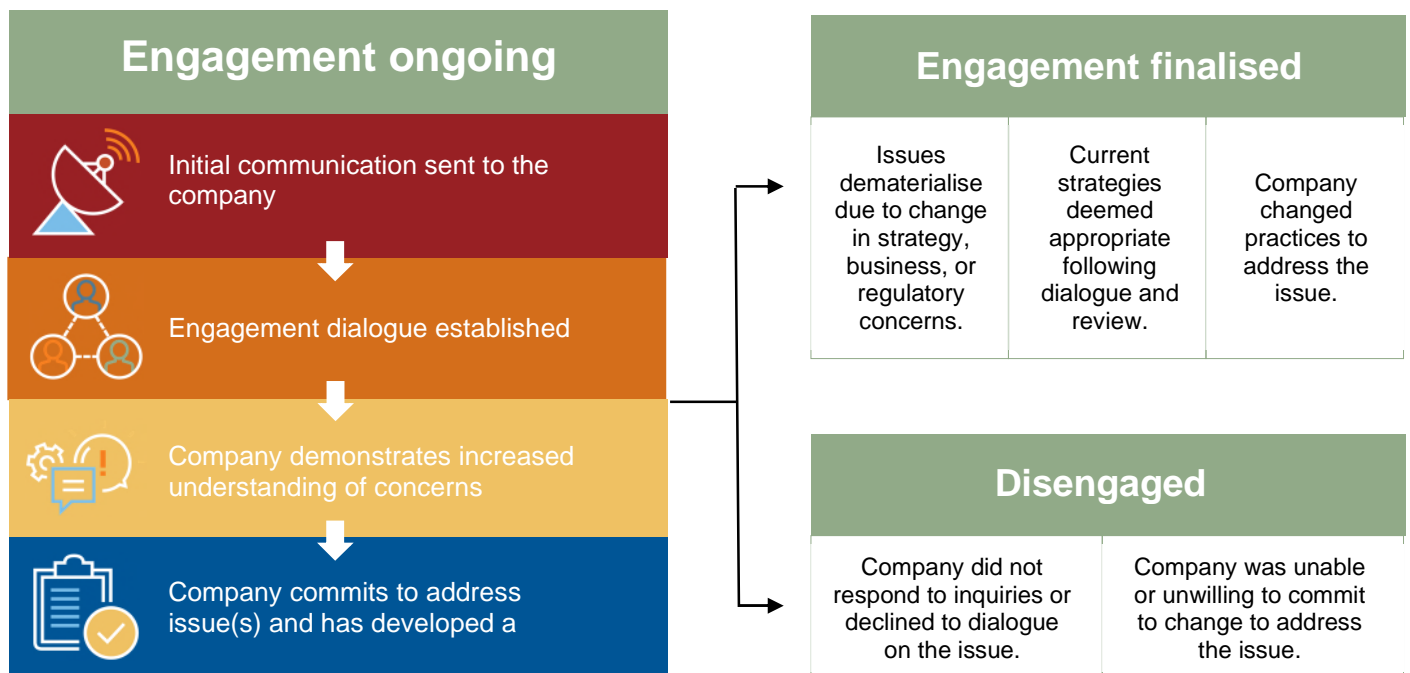 Engagement ongoing
Initial communication sent to the
company
Engagement dialogue established
Company demonstrates increased
understanding of concerns
Company commits to address
issue(s) and has developed a
Engagement finalised
Issues
dematerialise
due to change
in strategy,
business, or
regulatory
concerns.
Current
strategies
deemed
appropriate
following
dialogue and
review.
Company
changed
practices to
address the
issue.
Disengaged
Company did not
respond to inquiries or
declined to dialogue
on the issue.
Company was unable
or unwilling to commit
to change to address
the issue.